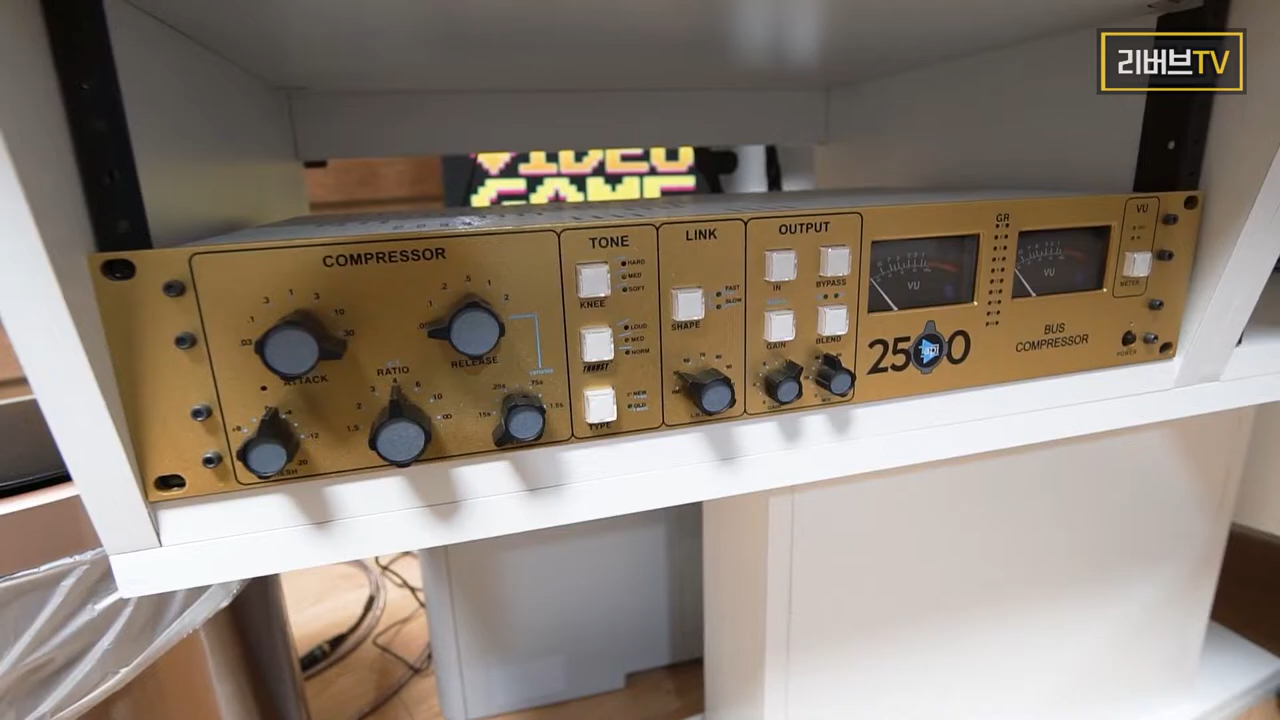 리버브TV
VIDEO
GAME
COMPRESSOR
.03
.1
.3
1
3
10
30
ATTACK
.05
.1
.2
.5
1
2
RELEASE
RATIO
1.5
2
3
4
6
10
∞
-12
-20
.15s
.25s
.75s
1.5s
TONE
HARD
MED
SOFT
KNEE
LOUD
MED
NORM
THRUST
NEW
OLD
TYPE
LINK
FAST
SLOW
SHAPE
OUTPUT
IN
BYPASS
GAIN
BLEND
VU
GR
VU
2500
api
BUS
COMPRESSOR
VU
METER
POWER